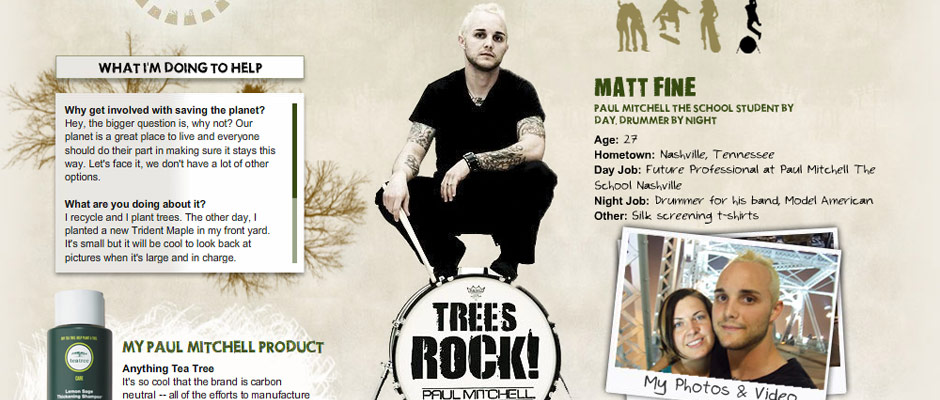 WHAT I'M DOING TO HELP
Why get involved with saving the planet?
Hey, the bigger question is, why not? Our
planet is a great place to live and everyone
should do their part in making sure it stays this
way. Let's face it, we don't have a lot of other
options.
What are you doing about it?
I recycle and I plant trees. The other day, I
planted a new Trident Maple in my front yard.
It's small but it will be cool to look back at
pictures when it's large and in charge.
tea tree
CARE
Lemon Sage
Thickening Shampoo
MY PAUL MITCHELL PRODUCT
Anything Tea Tree
It's so cool that the brand is carbon
neutral -- all of the efforts to manufacture
TREES
ROCK!
PAUL MITCHELL
MATT FINE
PAUL MITCHELL THE SCHOOL STUDENT BY
DAY, DRUMMER BY NIGHT
Age: 27
Hometown: Nashville, Tennessee
Day Job: Future Professional at Paul Mitchell The
School Nashville
Night Job: Drummer for his band, Model American
Other: Silk screening t-shirts
My Photos & Video